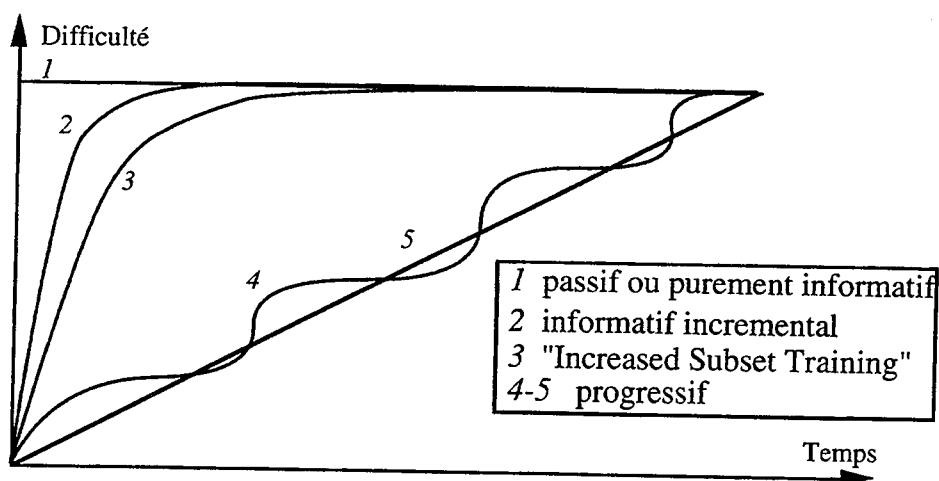 Difficulté
1
2
3
5
4
1 passif ou purement informatif
2 informatif incremental
3 "Increased Subset Training"
4-5 progressif
Temps